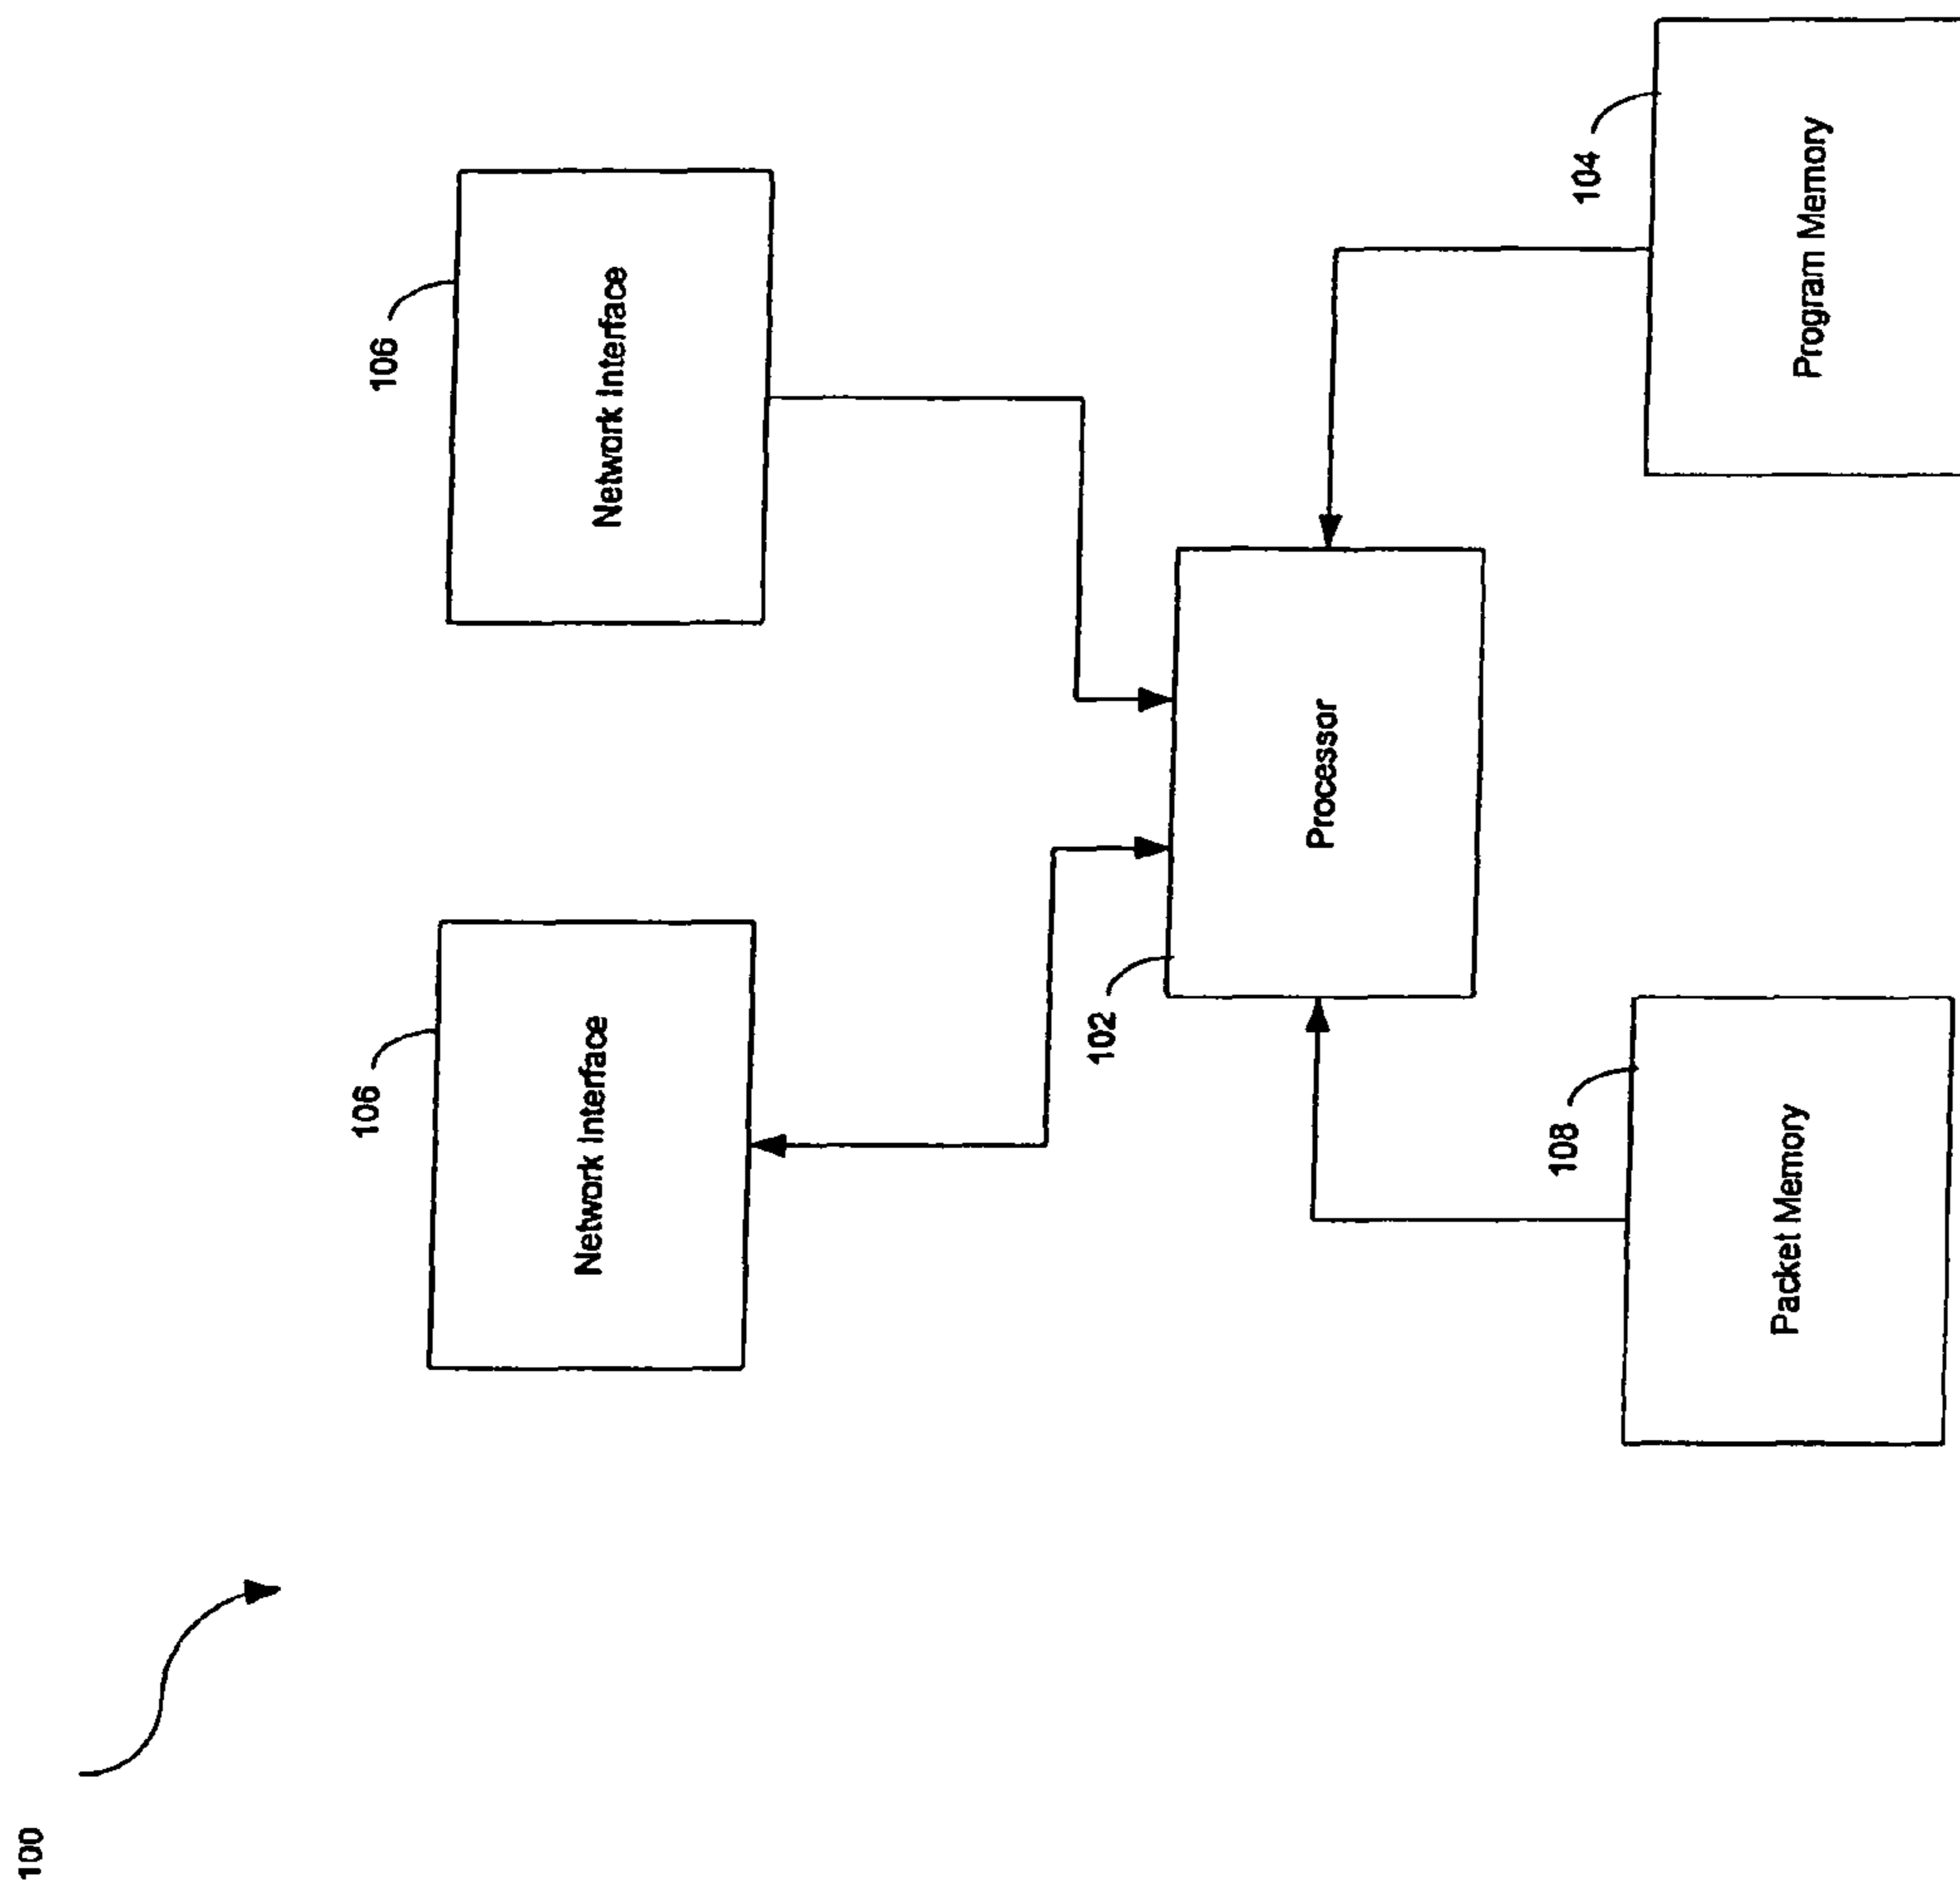 100
106
Network Interface
106
Network Interface
102
Processor
108
Packet Memory
104
Program Memory